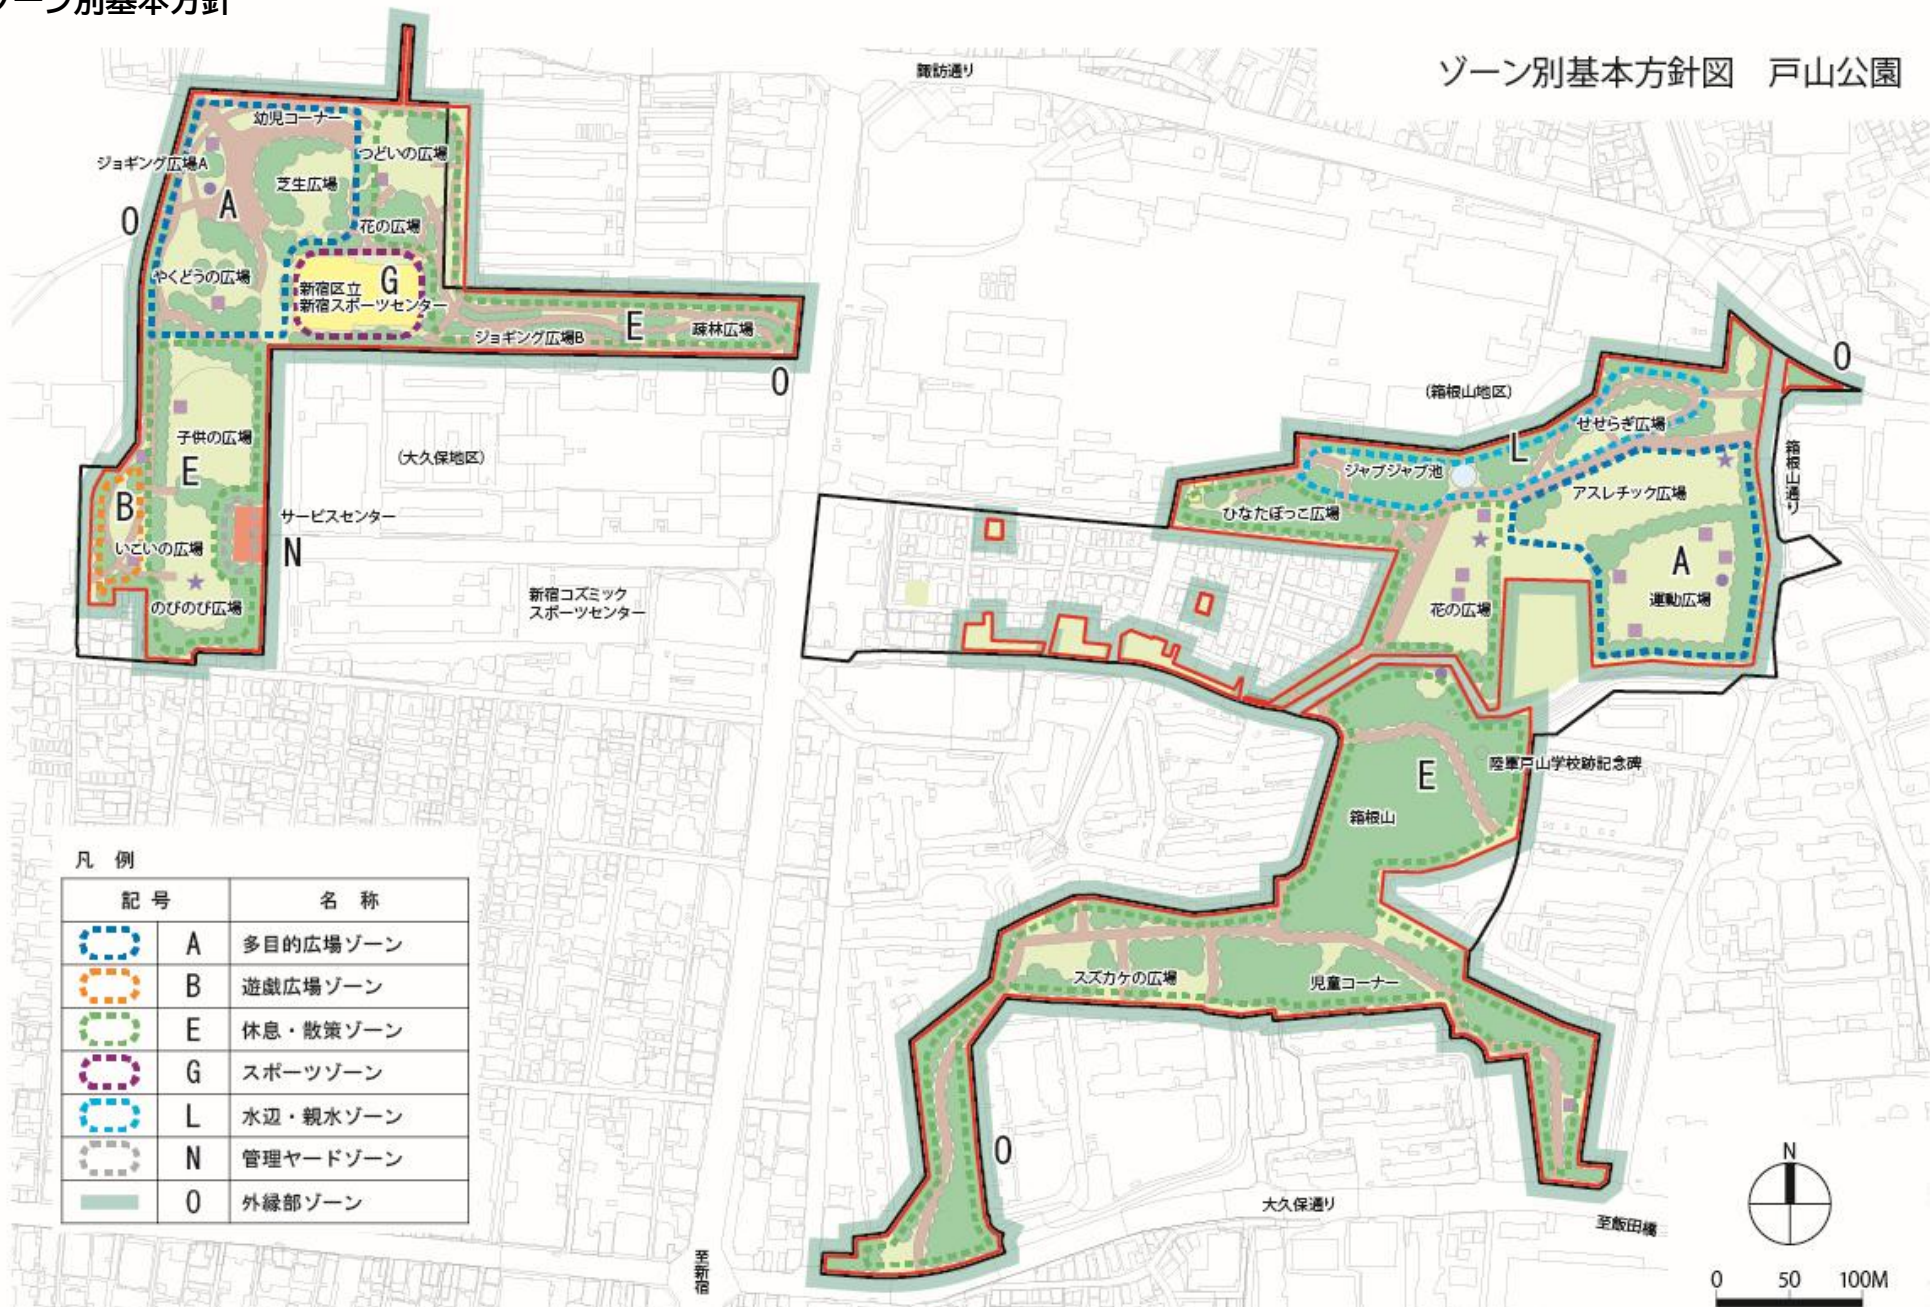 ゾーン別基本方針
ゾーン別基本方針図　戸山公園
諏訪通り
幼児コーナー
ジョギング広場A
つどいの広場
芝生広場
A
O
花の広場
やくどうの広場
新宿区立
新宿スポーツセンター
G
ジョギング広場B
E
疎林広場
O
子供の広場
E
(大久保地区)
B
サービスセンター
N
いこいの広場
のびのび広場
新宿コズミック
スポーツセンター
(箱根山地区)
O
せせらぎ広場
L
ジャブジャブ池
箱根山通り
アスレチック広場
ひなたぼっこ広場
A
運動広場
花の広場
陸軍戸山学校跡記念碑
E
箱根山
スズカケの広場
児童コーナー
O
大久保通り
至飯田橋
至新宿
凡 例
記 号　名 称
A　多目的広場ゾーン
B　遊戯広場ゾーン
E　休息・散策ゾーン
G　スポーツゾーン
L　水辺・親水ゾーン
N　管理ヤードゾーン
O　外縁部ゾーン
N
0　50　100M